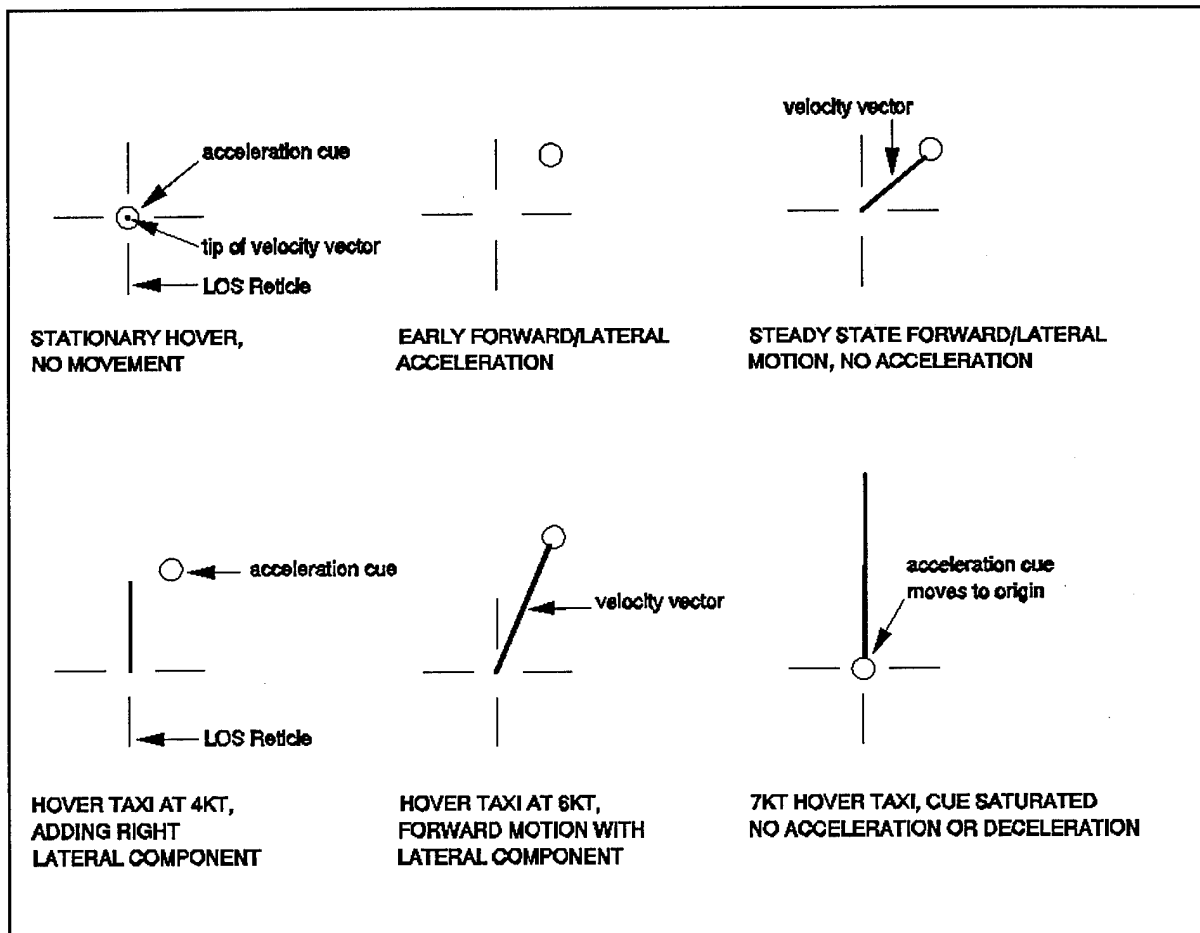 acceleration cue
tip of velocity vector
LOS Reticle
STATIONARY HOVER,
NO MOVEMENT
EARLY FORWARD/LATERAL
ACCELERATION
velocity vector
STEADY STATE FORWARD/LATERAL
MOTION, NO ACCELERATION
acceleration cue
LOS Reticle
HOVER TAXI AT 4KT,
ADDING RIGHT
LATERAL COMPONENT
velocity vector
HOVER TAXI AT 6KT,
FORWARD MOTION WITH
LATERAL COMPONENT
acceleration cue
moves to origin
7KT HOVER TAXI, CUE SATURATED
NO ACCELERATION OR DECELERATION